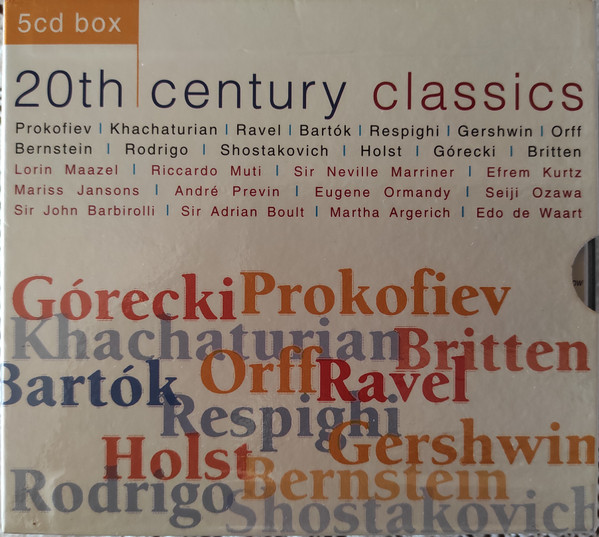 5cd box
20th century classics
Prokofiev | Khachaturian | Ravel | Bartók | Respighi | Gershwin | Orff
Bernstein | Rodrigo | Shostakovich | Holst | Górecki | Britten
Lorin Maazel | Riccardo Muti | Sir Neville Marriner | Efrem Kurtz
Mariss Jansons | André Previn | Eugene Ormandy | Seiji Ozawa
Sir John Barbirolli | Sir Adrian Boult | Martha Argerich | Edo de Waart
Górecki Prokofiev
Khachaturian Britten
Bartók Orff Ravel
Respighi
Gershwin
Holst Bernstein
Rodrigo Shostakovich